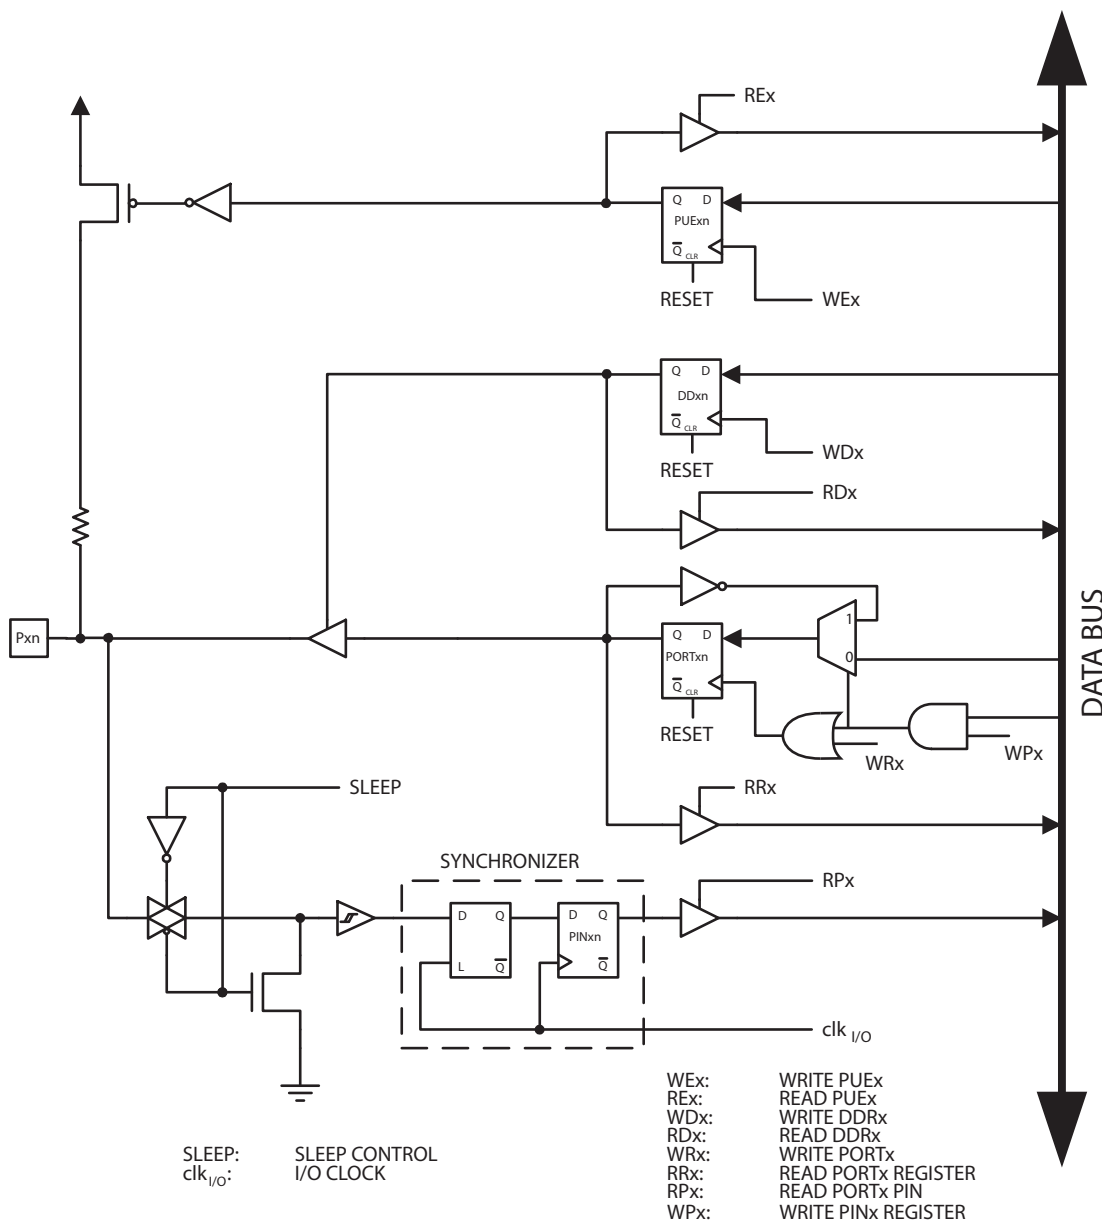 REx
Q D
PUExn
Q CLR
RESET
WEx
Q D
DDxn
Q CLR
RESET
WDx
RDx
1
Pxn
Q D
PORTxn
0
Q CLR
RESET
WRx
WPx
DATA BUS
SLEEP
RRx
SYNCHRONIZER
RPx
D Q
L Q
D Q
PINxn
Q
clk I/O
WEx: WRITE PUEx
REx: READ PUEx
WDx: WRITE DDRx
RDx: READ DDRx
WRx: WRITE PORTx
RRx: READ PORTx REGISTER
RPx: READ PORTx PIN
WPx: WRITE PINx REGISTER
SLEEP: SLEEP CONTROL
clk I/O: I/O CLOCK